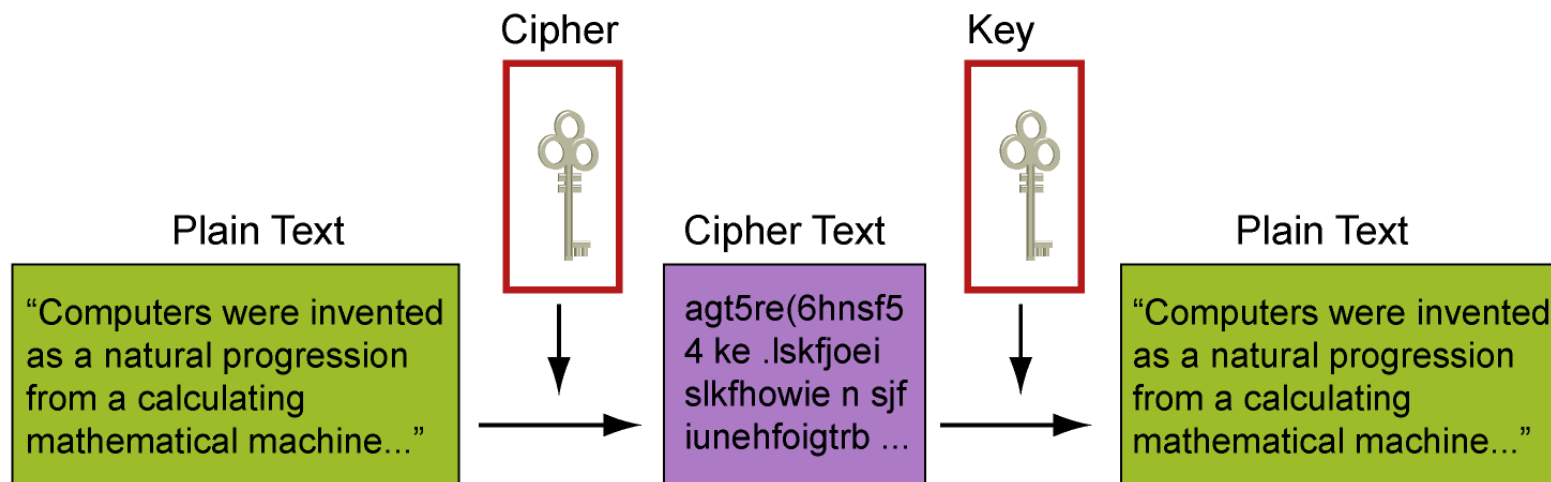 Cipher
Key
Plain Text
Cipher Text
Plain Text
“Computers were invented
as a natural progression
from a calculating
mathematical machine...”
agt5re(6hnsf5
4 ke .lskfjoei
slkfhowie n sjf
iunehfoigtrb ...
“Computers were invented
as a natural progression
from a calculating
mathematical machine...”